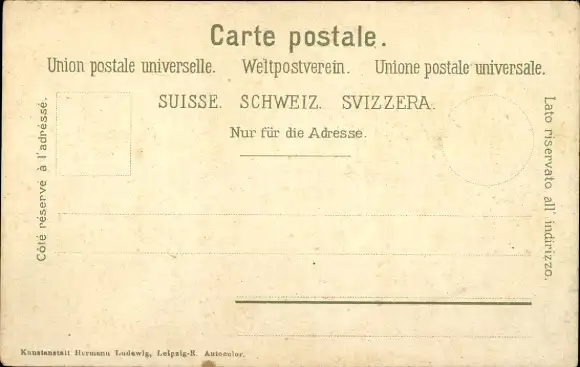 Carte postale.
Union postale universelle. Weltpostverein. Unione postale universale.
SUISSE. SCHWEIZ. SVIZZERA.
Nur für die Adresse.
Côté réservé à l'adressé.
Lato riservato all' indirizzo.
Kunstanstalt Hermann Ludewig, Leipzig-R. Autocolor.